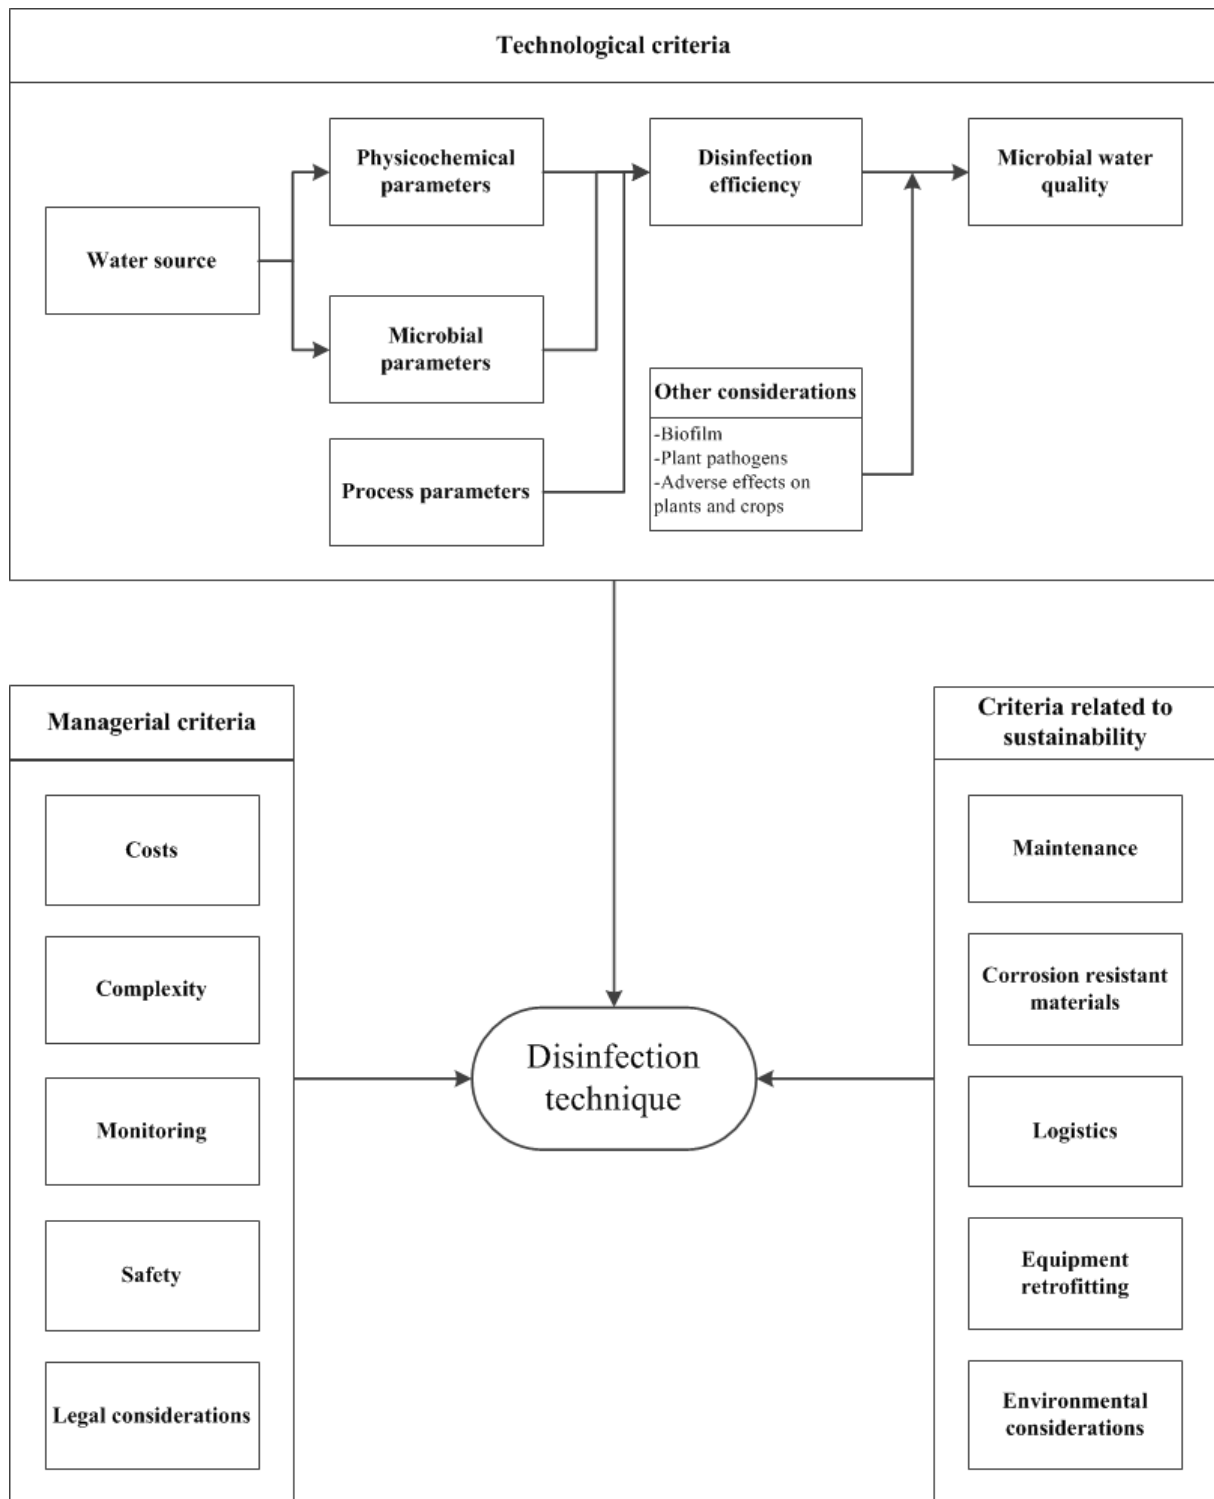 Technological criteria
Physicochemical
parameters
Disinfection
efficiency
Microbial water
quality
Water source
Microbial
parameters
Other considerations
-Biofilm
-Plant pathogens
-Adverse effects on
plants and crops
Process parameters
Managerial criteria
Costs
Complexity
Monitoring
Safety
Legal considerations
Disinfection
technique
Criteria related to
sustainability
Maintenance
Corrosion resistant
materials
Logistics
Equipment
retrofitting
Environmental
considerations